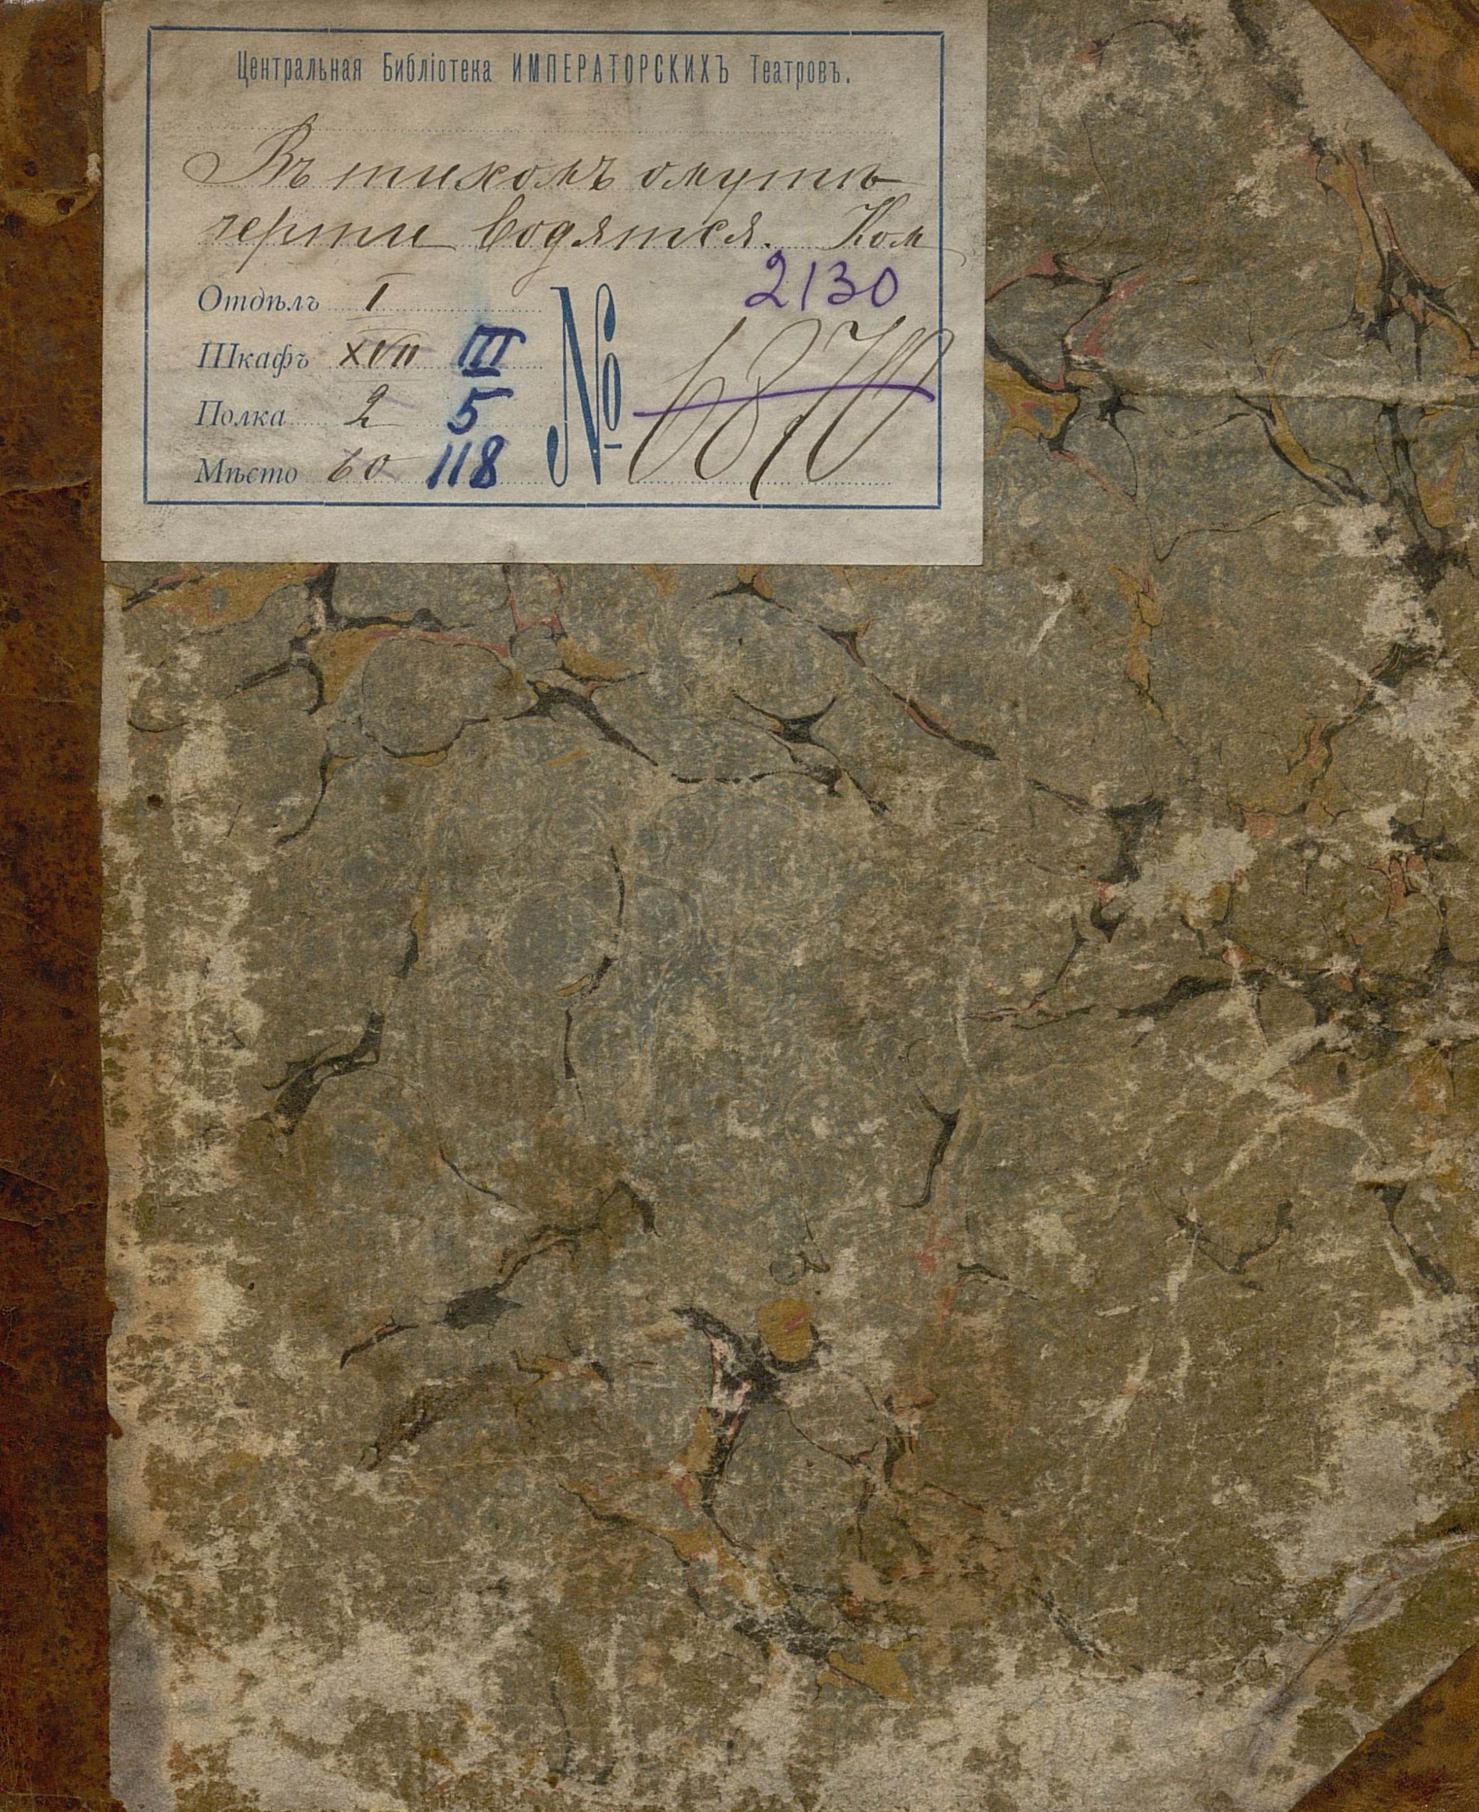 Центральная Библіотека ИМПЕРАТОРСКИХЪ Театровъ.
Въ тихомъ омутѣ
черти водятся. Ком
2130
Отдѣлъ I
Шкафъ XVII III
Полка 2 5
Мѣсто 60 118
№ 6870